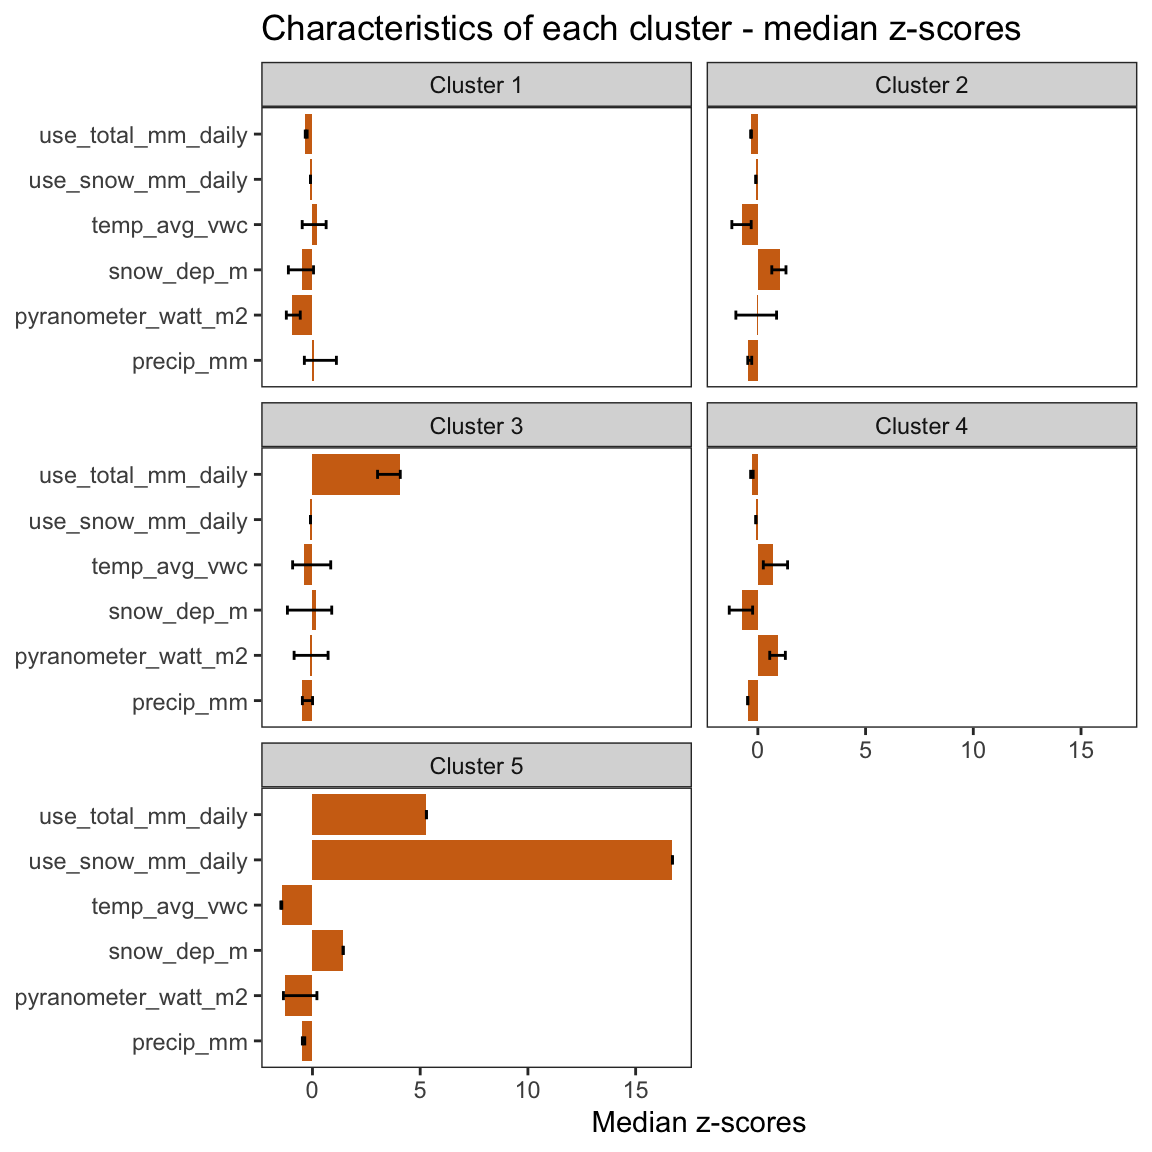 Characteristics of each cluster - median z-scores
Cluster 1
Cluster 2
use_total_mm_daily
use_snow_mm_daily
temp_avg_vwc
snow_dep_m
pyranometer_watt_m2
precip_mm
Cluster 3
Cluster 4
use_total_mm_daily
use_snow_mm_daily
temp_avg_vwc
snow_dep_m
pyranometer_watt_m2
precip_mm
0 5 10 15
Cluster 5
use_total_mm_daily
use_snow_mm_daily
temp_avg_vwc
snow_dep_m
pyranometer_watt_m2
precip_mm
0 5 10 15
Median z-scores